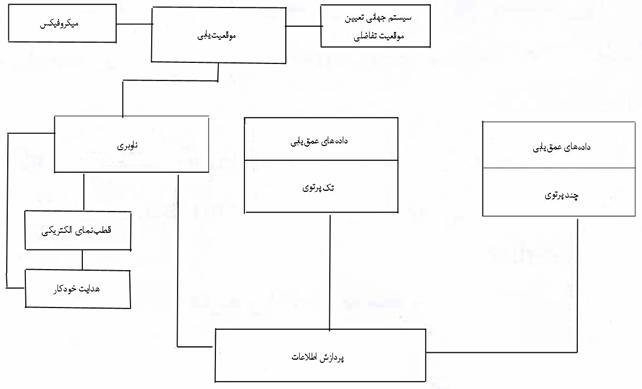 میکروفیکس
موقعیت‌یابی
سیستم جهانی تعیین
موقعیت تفاضلی
ناوبری
داده‌های عمق‌یابی
تک‌پرتوی
داده‌های عمق‌یابی
چندپرتوی
قطب‌نمای الکتریکی
هدایت خودکار
پردازش اطلاعات